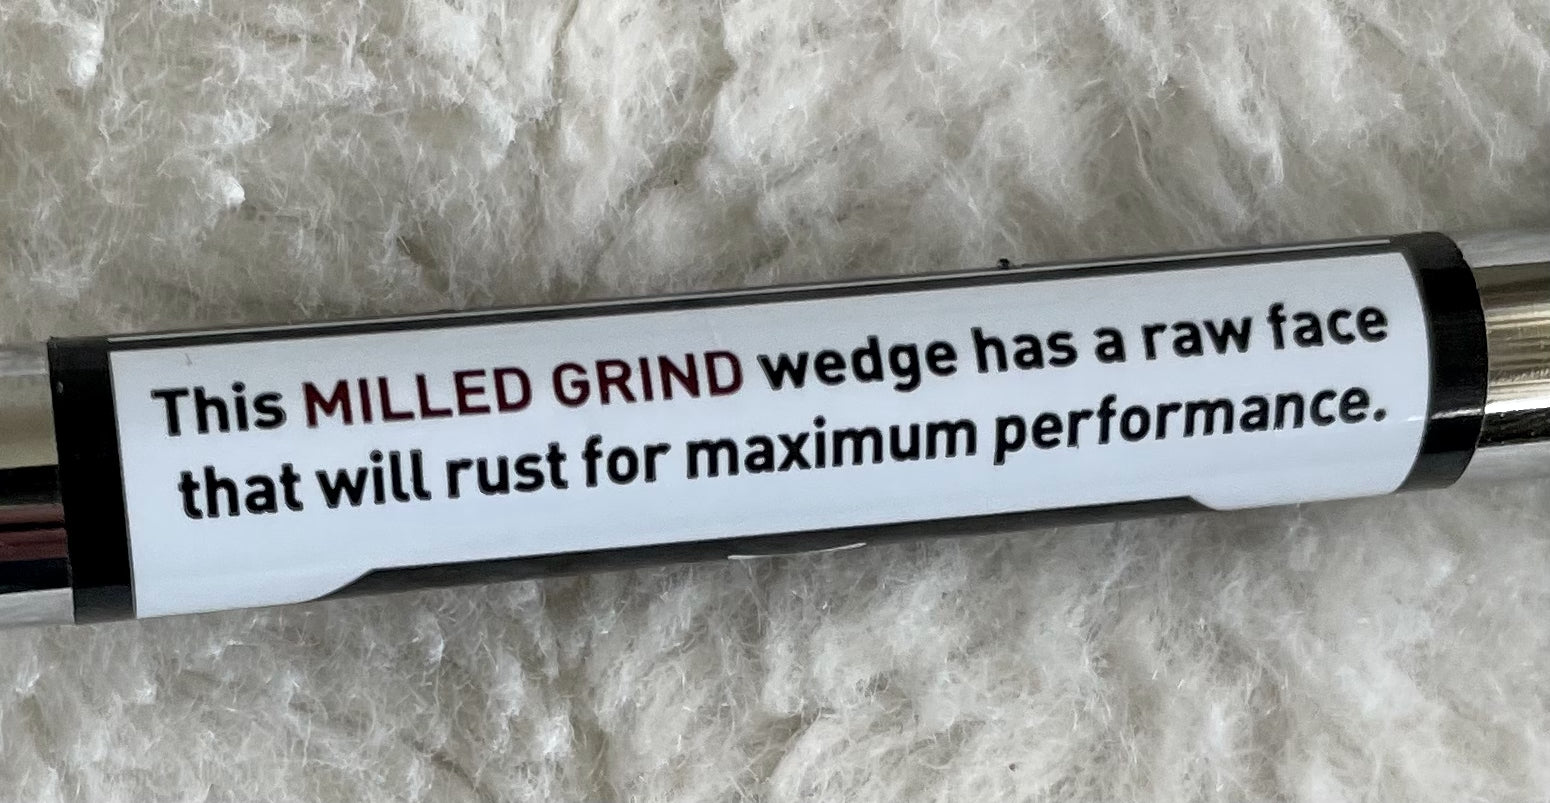 This MILLED GRIND wedge has a raw face
that will rust for maximum performance.